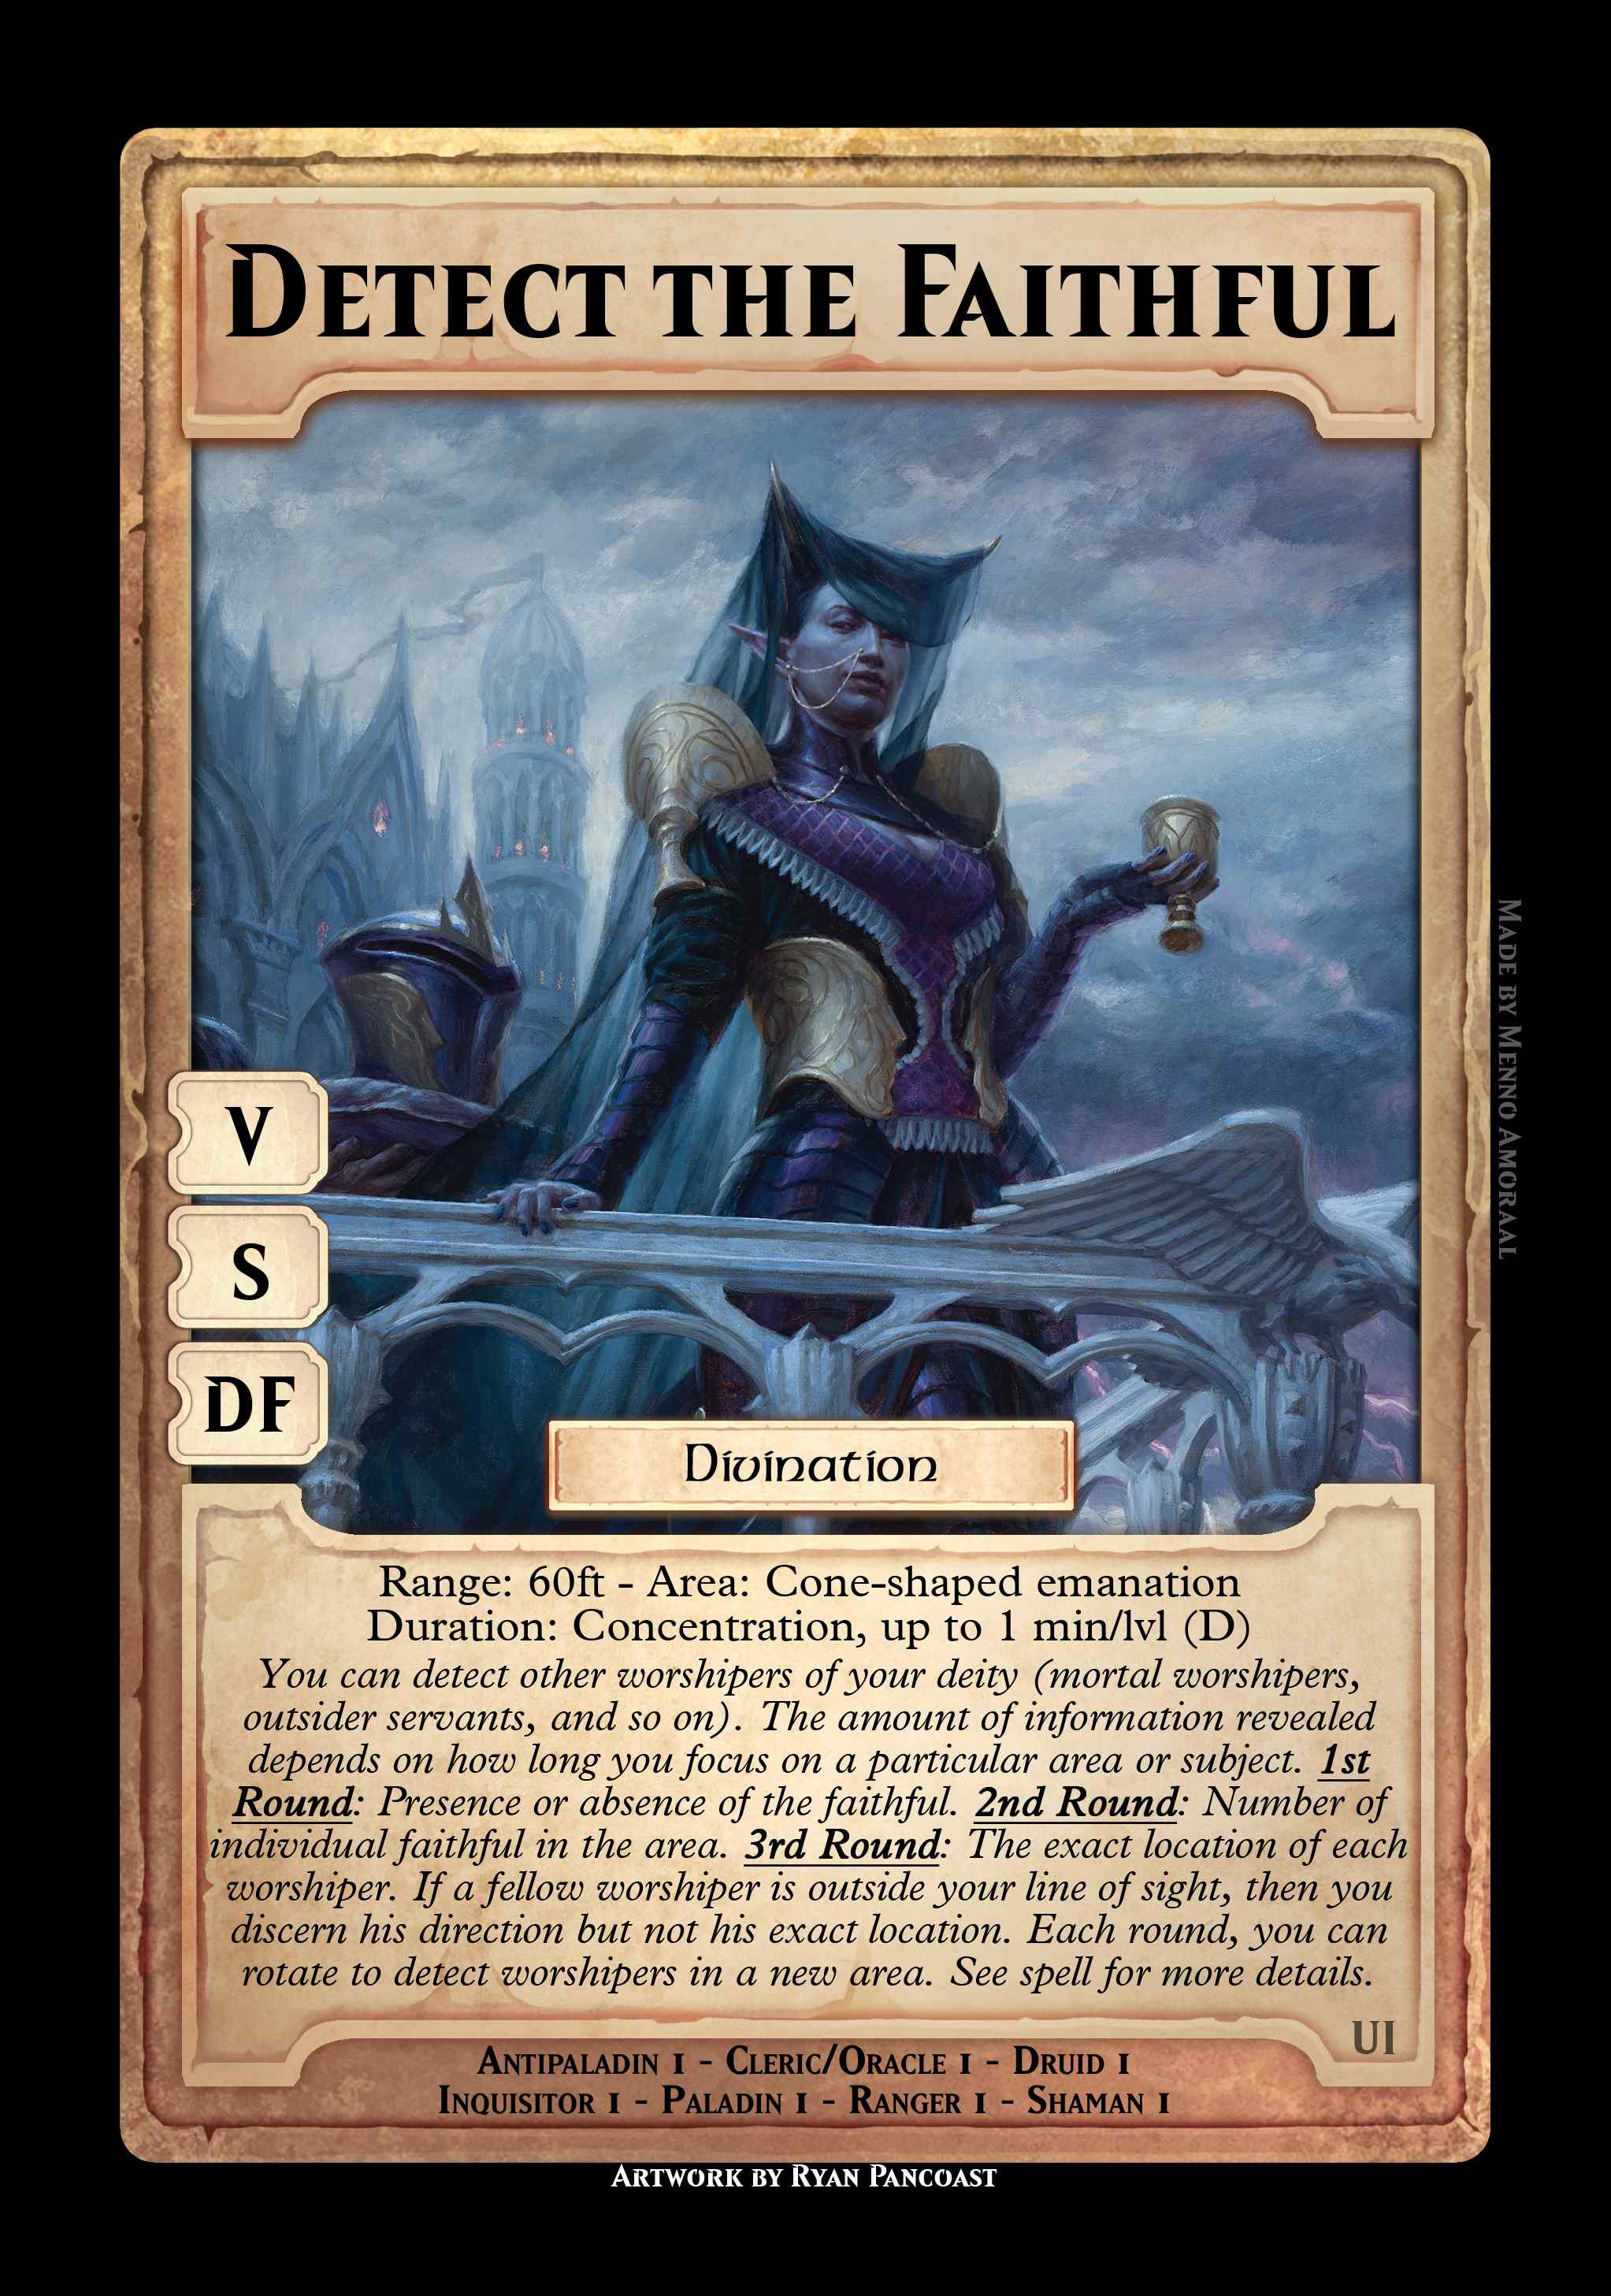 Detect the Faithful
V
S
DF
Divination
Range: 60ft - Area: Cone-shaped emanation
Duration: Concentration, up to 1 min/lvl (D)
You can detect other worshipers of your deity (mortal worshipers,
outsider servants, and so on). The amount of information revealed
depends on how long you focus on a particular area or subject. 1st
Round: Presence or absence of the faithful. 2nd Round: Number of
individual faithful in the area. 3rd Round: The exact location of each
worshiper. If a fellow worshiper is outside your line of sight, then you
discern his direction but not his exact location. Each round, you can
rotate to detect worshipers in a new area. See spell for more details.
UI
Antipaladin 1 - Cleric/Oracle 1 - Druid 1
Inquisitor 1 - Paladin 1 - Ranger 1 - Shaman 1
Artwork by Ryan Pancoast
Made by Menno Amoraal